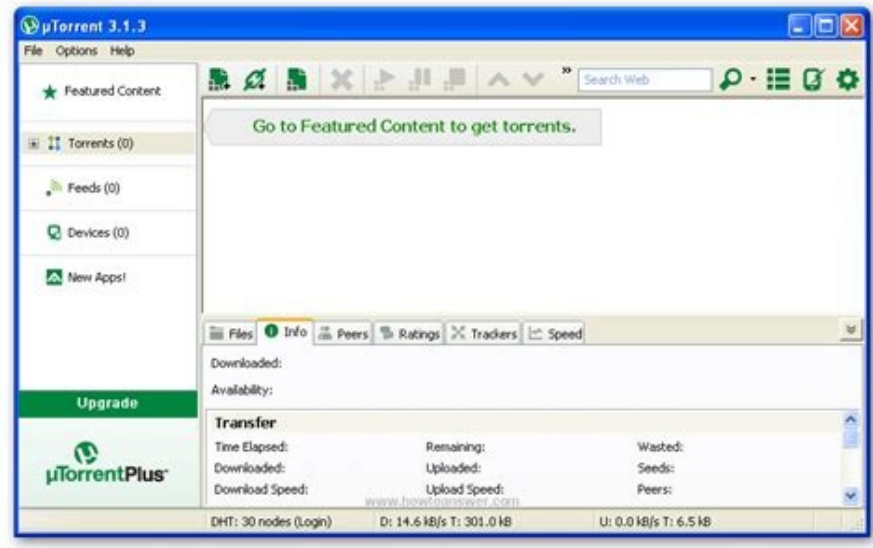 µTorrent 3.1.3
File Options Help
Featured Content
Torrents (0)
Feeds (0)
Devices (0)
New Apps!
Upgrade
µTorrentPlus
» Search Web
Go to Featured Content to get torrents.
Files Info Peers Ratings Trackers Speed
Downloaded:
Availability:
Transfer
Time Elapsed: Remaining: Wasted:
Downloaded: Uploaded: Seeds:
Download Speed: Upload Speed: Peers:
www.howtoanswer.com
DHT: 30 nodes (Login) D: 14.6 kB/s T: 301.0 kB U: 0.0 kB/s T: 6.5 kB